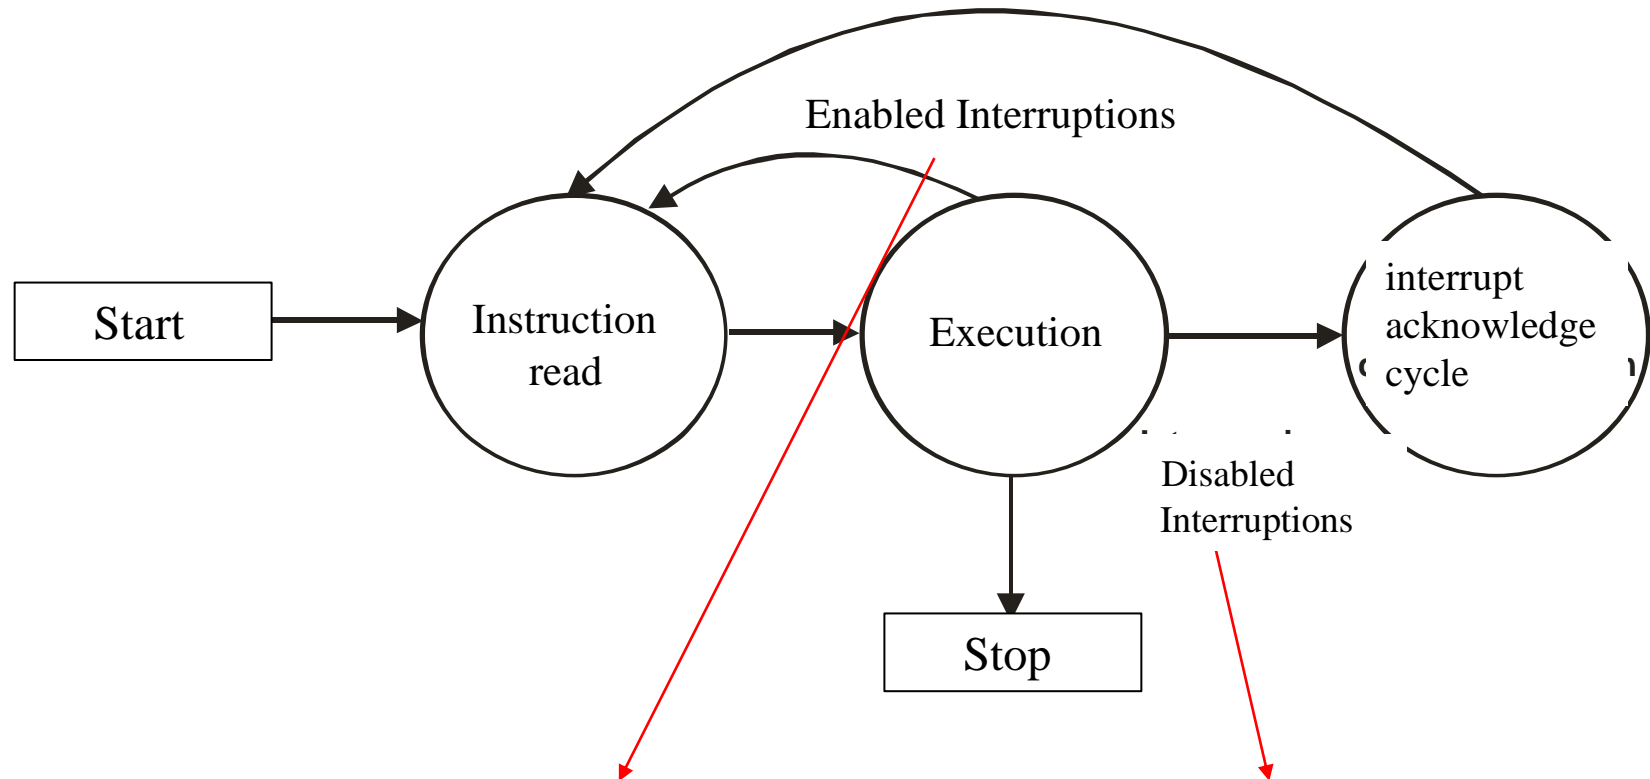 Enabled Interruptions
Start
Instruction
read
Execution
interrupt
acknowledge
cycle
Disabled
Interruptions
Stop